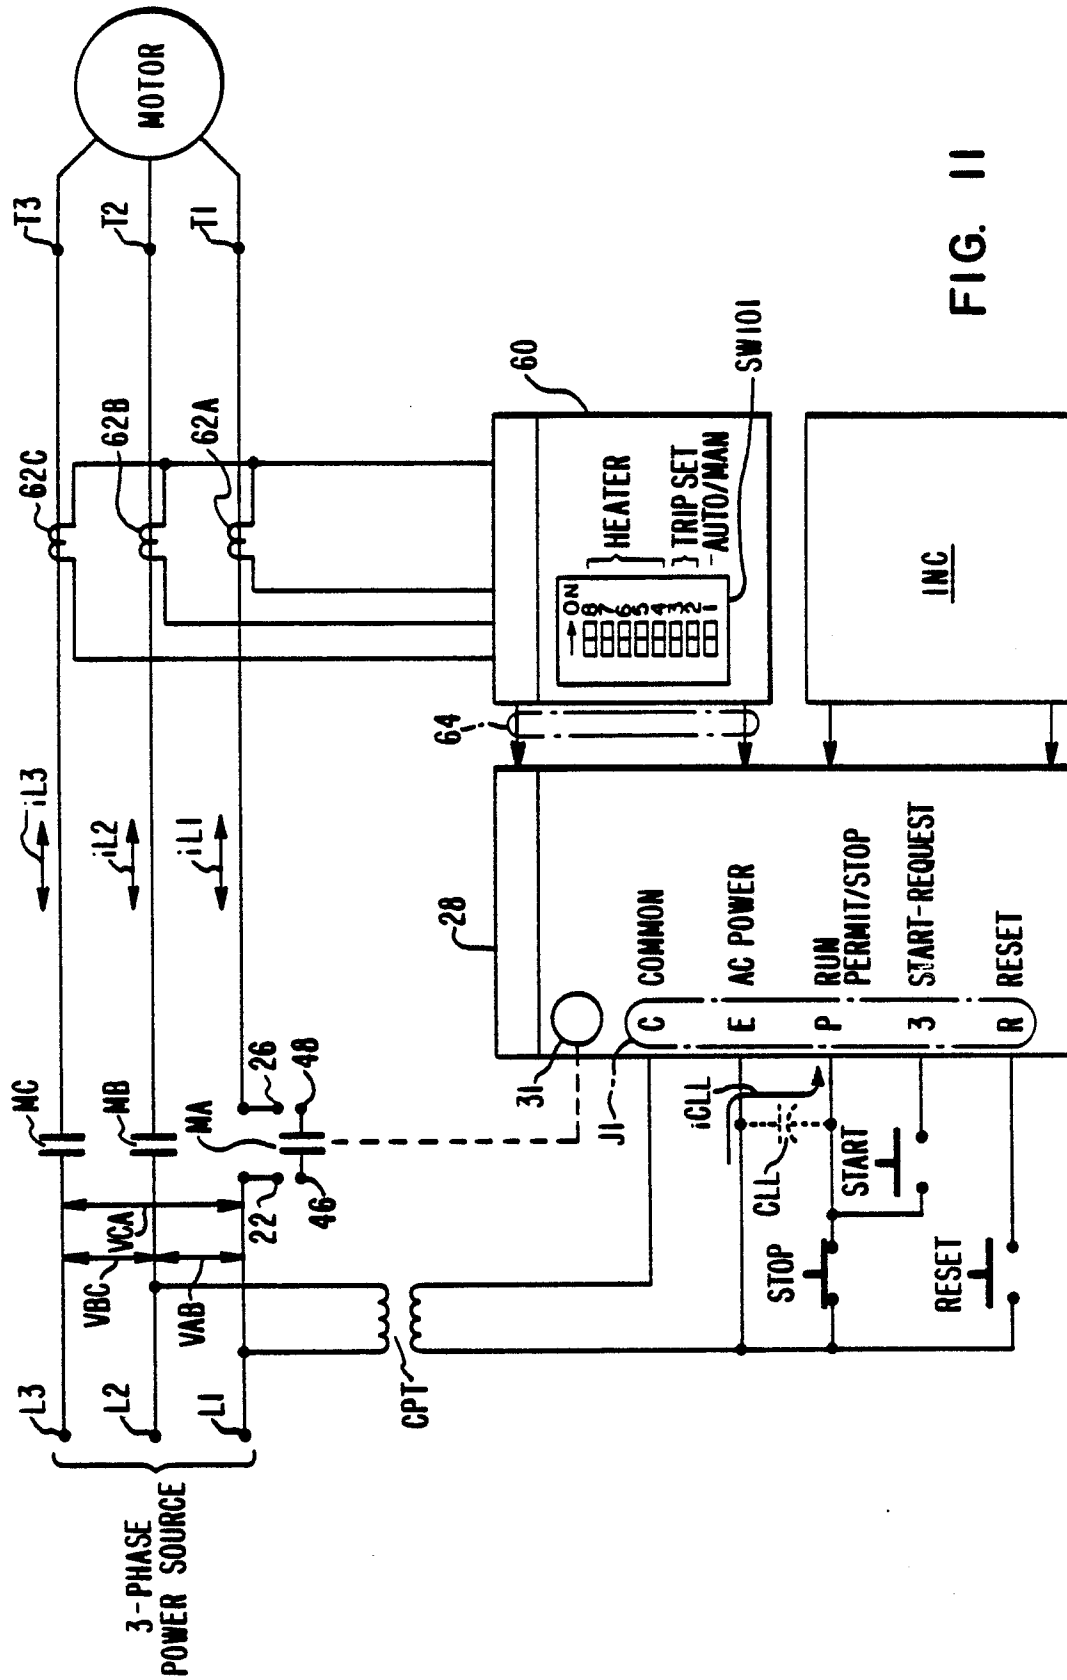 3-PHASE
POWER SOURCE
L3
L2
L1
VBC
VCA
VAB
MC
MB
MA
22
26
46
48
iL3
iL2
iL1
62C
62B
62A
T3
T2
T1
MOTOR
CPT
28
31
J1
C COMMON
E AC POWER
P RUN
PERMIT/STOP
3 START-REQUEST
R RESET
iCLL
CLL
STOP
START
RESET
64
60
ON
8
7
6
5
4
3
2
1
HEATER
TRIP SET
AUTO/MAN
SW101
INC
FIG. 11